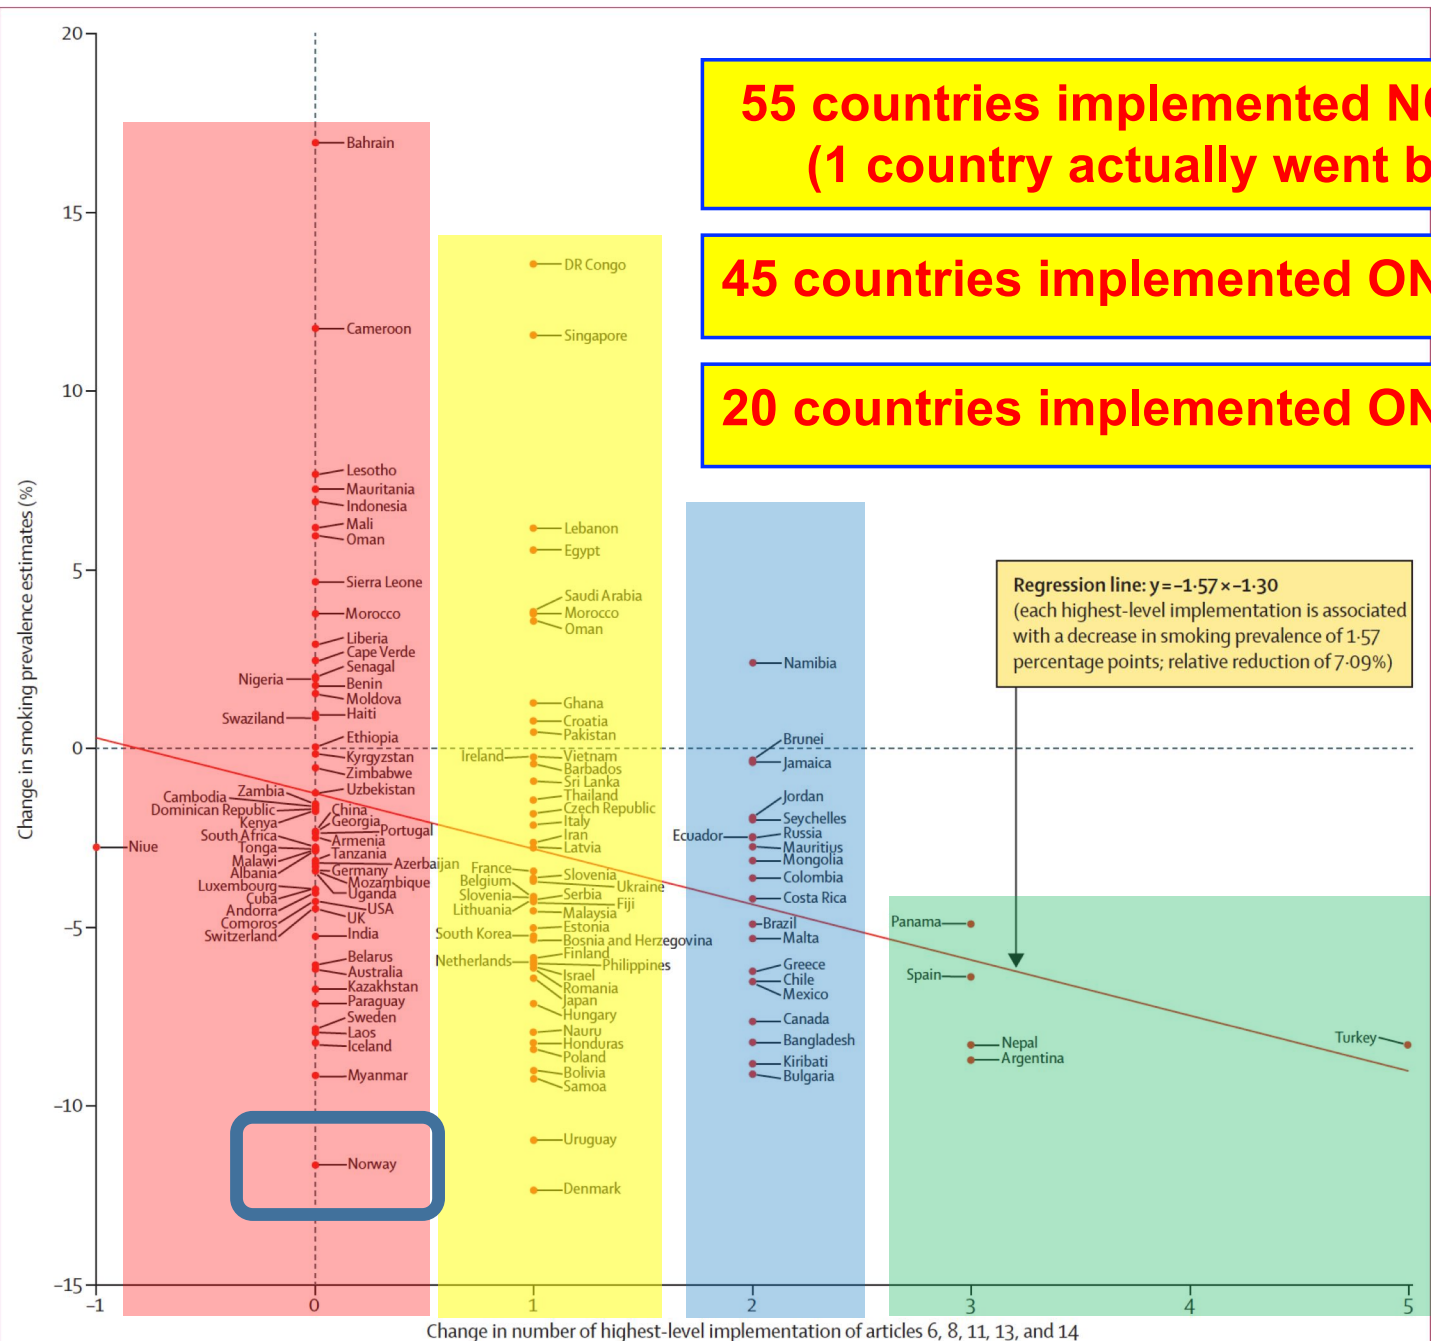 20
15
10
5
0
–5
–10
–15
Change in smoking prevalence estimates (%)
55 countries implemented
(1 country actually went
45 countries implemented
20 countries implemented
Regression line: y=–1·57×–1·30
(each highest-level implementation is associated
with a decrease in smoking prevalence of 1·57
percentage points; relative reduction of 7·09%)
Niue
Bahrain
Cameroon
Lesotho
Mauritania
Indonesia
Mali
Oman
Sierra Leone
Morocco
Liberia
Cape Verde
Senagal
Nigeria
Benin
Moldova
Haiti
Swaziland
Ethiopia
Kyrgyzstan
Zimbabwe
Uzbekistan
Zambia
Cambodia
Dominican Republic
Kenya
China
Georgia
Portugal
South Africa
Armenia
Tonga
Tanzania
Malawi
Azerbaijan
Albania
Germany
Mozambique
Luxembourg
Uganda
Cuba
USA
Andorra
UK
Comoros
Switzerland
India
Belarus
Australia
Kazakhstan
Paraguay
Sweden
Laos
Iceland
Myanmar
Norway
DR Congo
Singapore
Lebanon
Egypt
Saudi Arabia
Morocco
Oman
Ghana
Croatia
Pakistan
Ireland
Vietnam
Barbados
Sri Lanka
Thailand
Czech Republic
Italy
Iran
Latvia
France
Slovenia
Belgium
Ukraine
Slovenia
Serbia
Fiji
Lithuania
Malaysia
Estonia
South Korea
Bosnia and Herzegovina
Finland
Netherlands
Philippines
Israel
Romania
Japan
Hungary
Nauru
Honduras
Poland
Bolivia
Samoa
Uruguay
Denmark
Namibia
Brunei
Jamaica
Jordan
Seychelles
Ecuador
Russia
Mauritius
Mongolia
Colombia
Costa Rica
Brazil
Malta
Greece
Chile
Mexico
Canada
Bangladesh
Kiribati
Bulgaria
Panama
Spain
Nepal
Argentina
Turkey
–1
0
1
2
3
4
5
Change in number of highest-level implementation of articles 6, 8, 11, 13, and 14